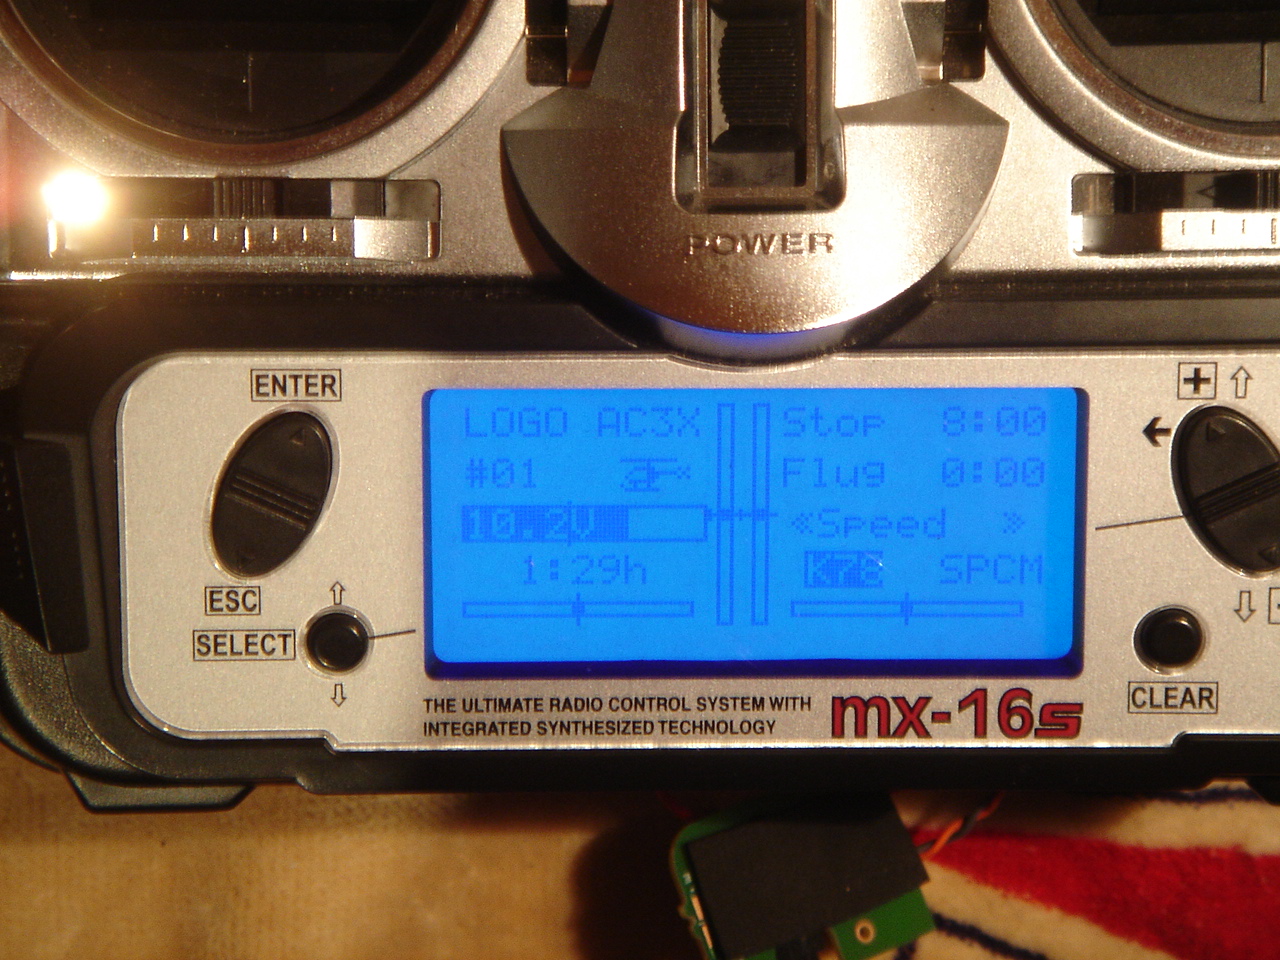 POWER
ENTER
ESC
SELECT
LOGO AC3X
#01
10.2V
1:29h
Stop 8:00
Flug 0:00
«Speed »
K78 SPCM
CLEAR
THE ULTIMATE RADIO CONTROL SYSTEM WITH
INTEGRATED SYNTHESIZED TECHNOLOGY
mx-16s